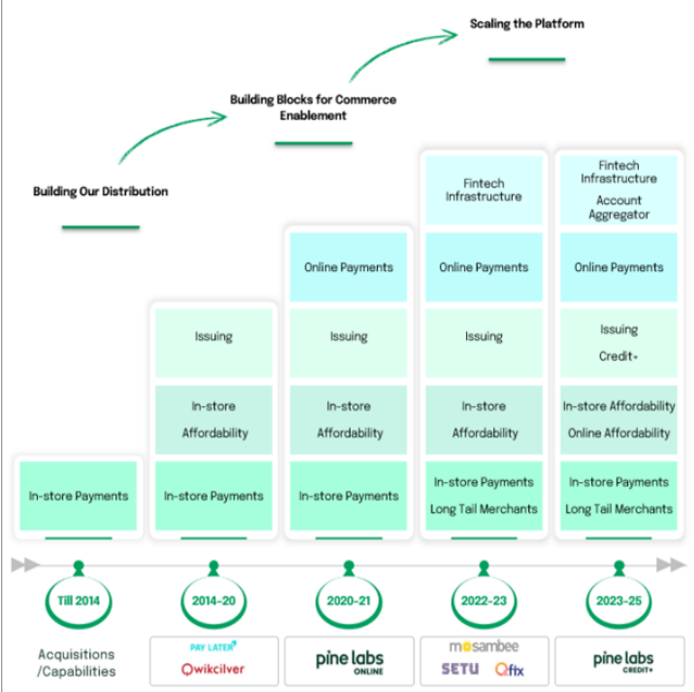 Scaling the Platform
Building Blocks for Commerce
Enablement
Building Our Distribution
In-store Payments
Issuing
In-store
Affordability
In-store Payments
Online Payments
Issuing
In-store
Affordability
In-store Payments
Fintech
Infrastructure
Online Payments
Issuing
In-store
Affordability
In-store Payments
Long Tail Merchants
Fintech
Infrastructure
Account
Aggregator
Online Payments
Issuing
Credit+
In-store Affordability
Online Affordability
In-store Payments
Long Tail Merchants
Till 2014
2014-20
2020-21
2022-23
2023-25
Acquisitions
/Capabilities
PAY LATER
Qwikcilver
pine labs
ONLINE
mosambee
SETU Qfix
pine labs
CREDIT+